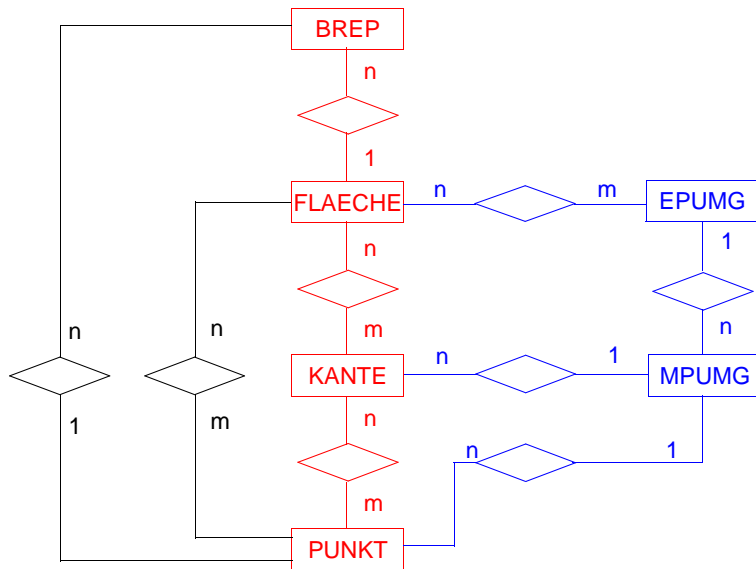 BREP
n
1
FLAECHE n m EPUMG
n 1
n n m n
KANTE n 1 MPUMG
1 m n
n 1
m
PUNKT